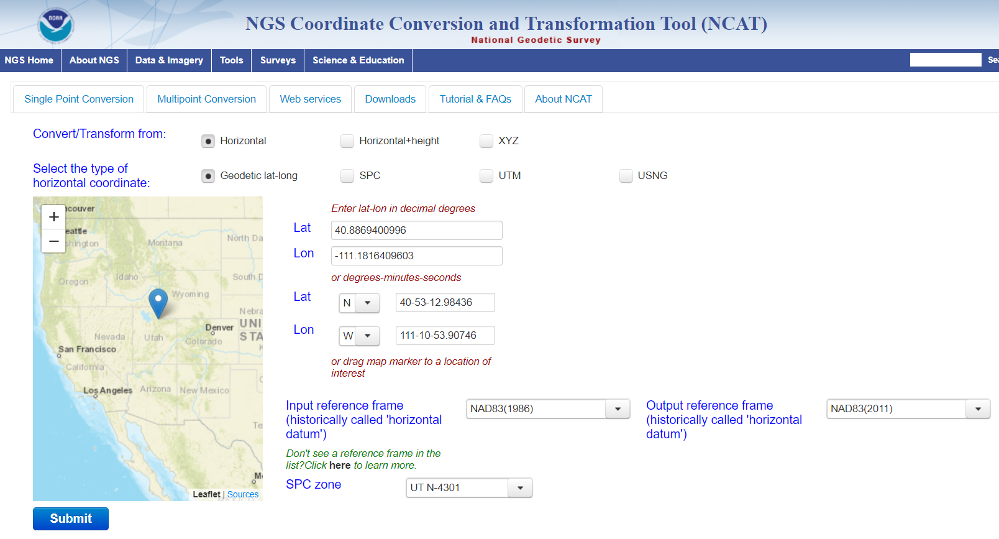 NOAA
NGS Coordinate Conversion and Transformation Tool (NCAT)
National Geodetic Survey
NGS Home About NGS Data & Imagery Tools Surveys Science & Education
Single Point Conversion Multipoint Conversion Web services Downloads Tutorial & FAQs About NCAT
Convert/Transform from: Horizontal Horizontal+height XYZ
Select the type of
horizontal coordinate: Geodetic lat-long SPC UTM USNG
Enter lat-lon in decimal degrees
Lat 40.8869400996
Lon -111.1816409603
or degrees-minutes-seconds
Lat N 40-53-12.98436
Lon W 111-10-53.90746
or drag map marker to a location of
interest
+
−
ncouver
eattle
shington
Montana
North Da
Oregon
Idaho
South D
Wyoming
Nebra
Denver
UNI
STA
Nevada
Utah
Colorado
San Francisco
California
Los Angeles
Arizona
New Mexico
Te
Leaflet | Sources
Input reference frame
(historically called 'horizontal
datum')
NAD83(1986)
Output reference frame
(historically called 'horizontal
datum')
NAD83(2011)
Don't see a reference frame in the
list?Click here to learn more.
SPC zone UT N-4301
Submit